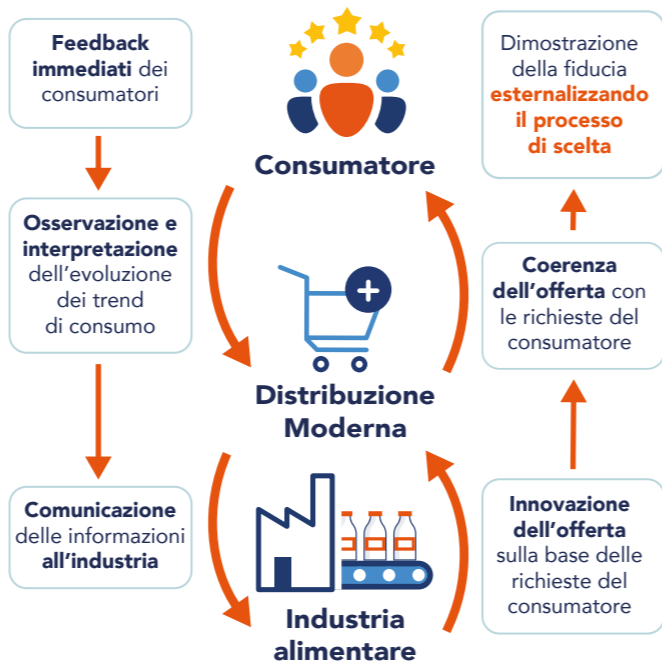 Feedback
immediati dei
consumatori
Osservazione e
interpretazione
dell'evoluzione
dei trend
di consumo
Comunicazione
delle informazioni
all'industria
Consumatore
Distribuzione
Moderna
Industria
alimentare
Dimostrazione
della fiducia
esternalizzando
il processo
di scelta
Coerenza
dell'offerta con
le richieste del
consumatore
Innovazione
dell'offerta
sulla base delle
richieste del
consumatore